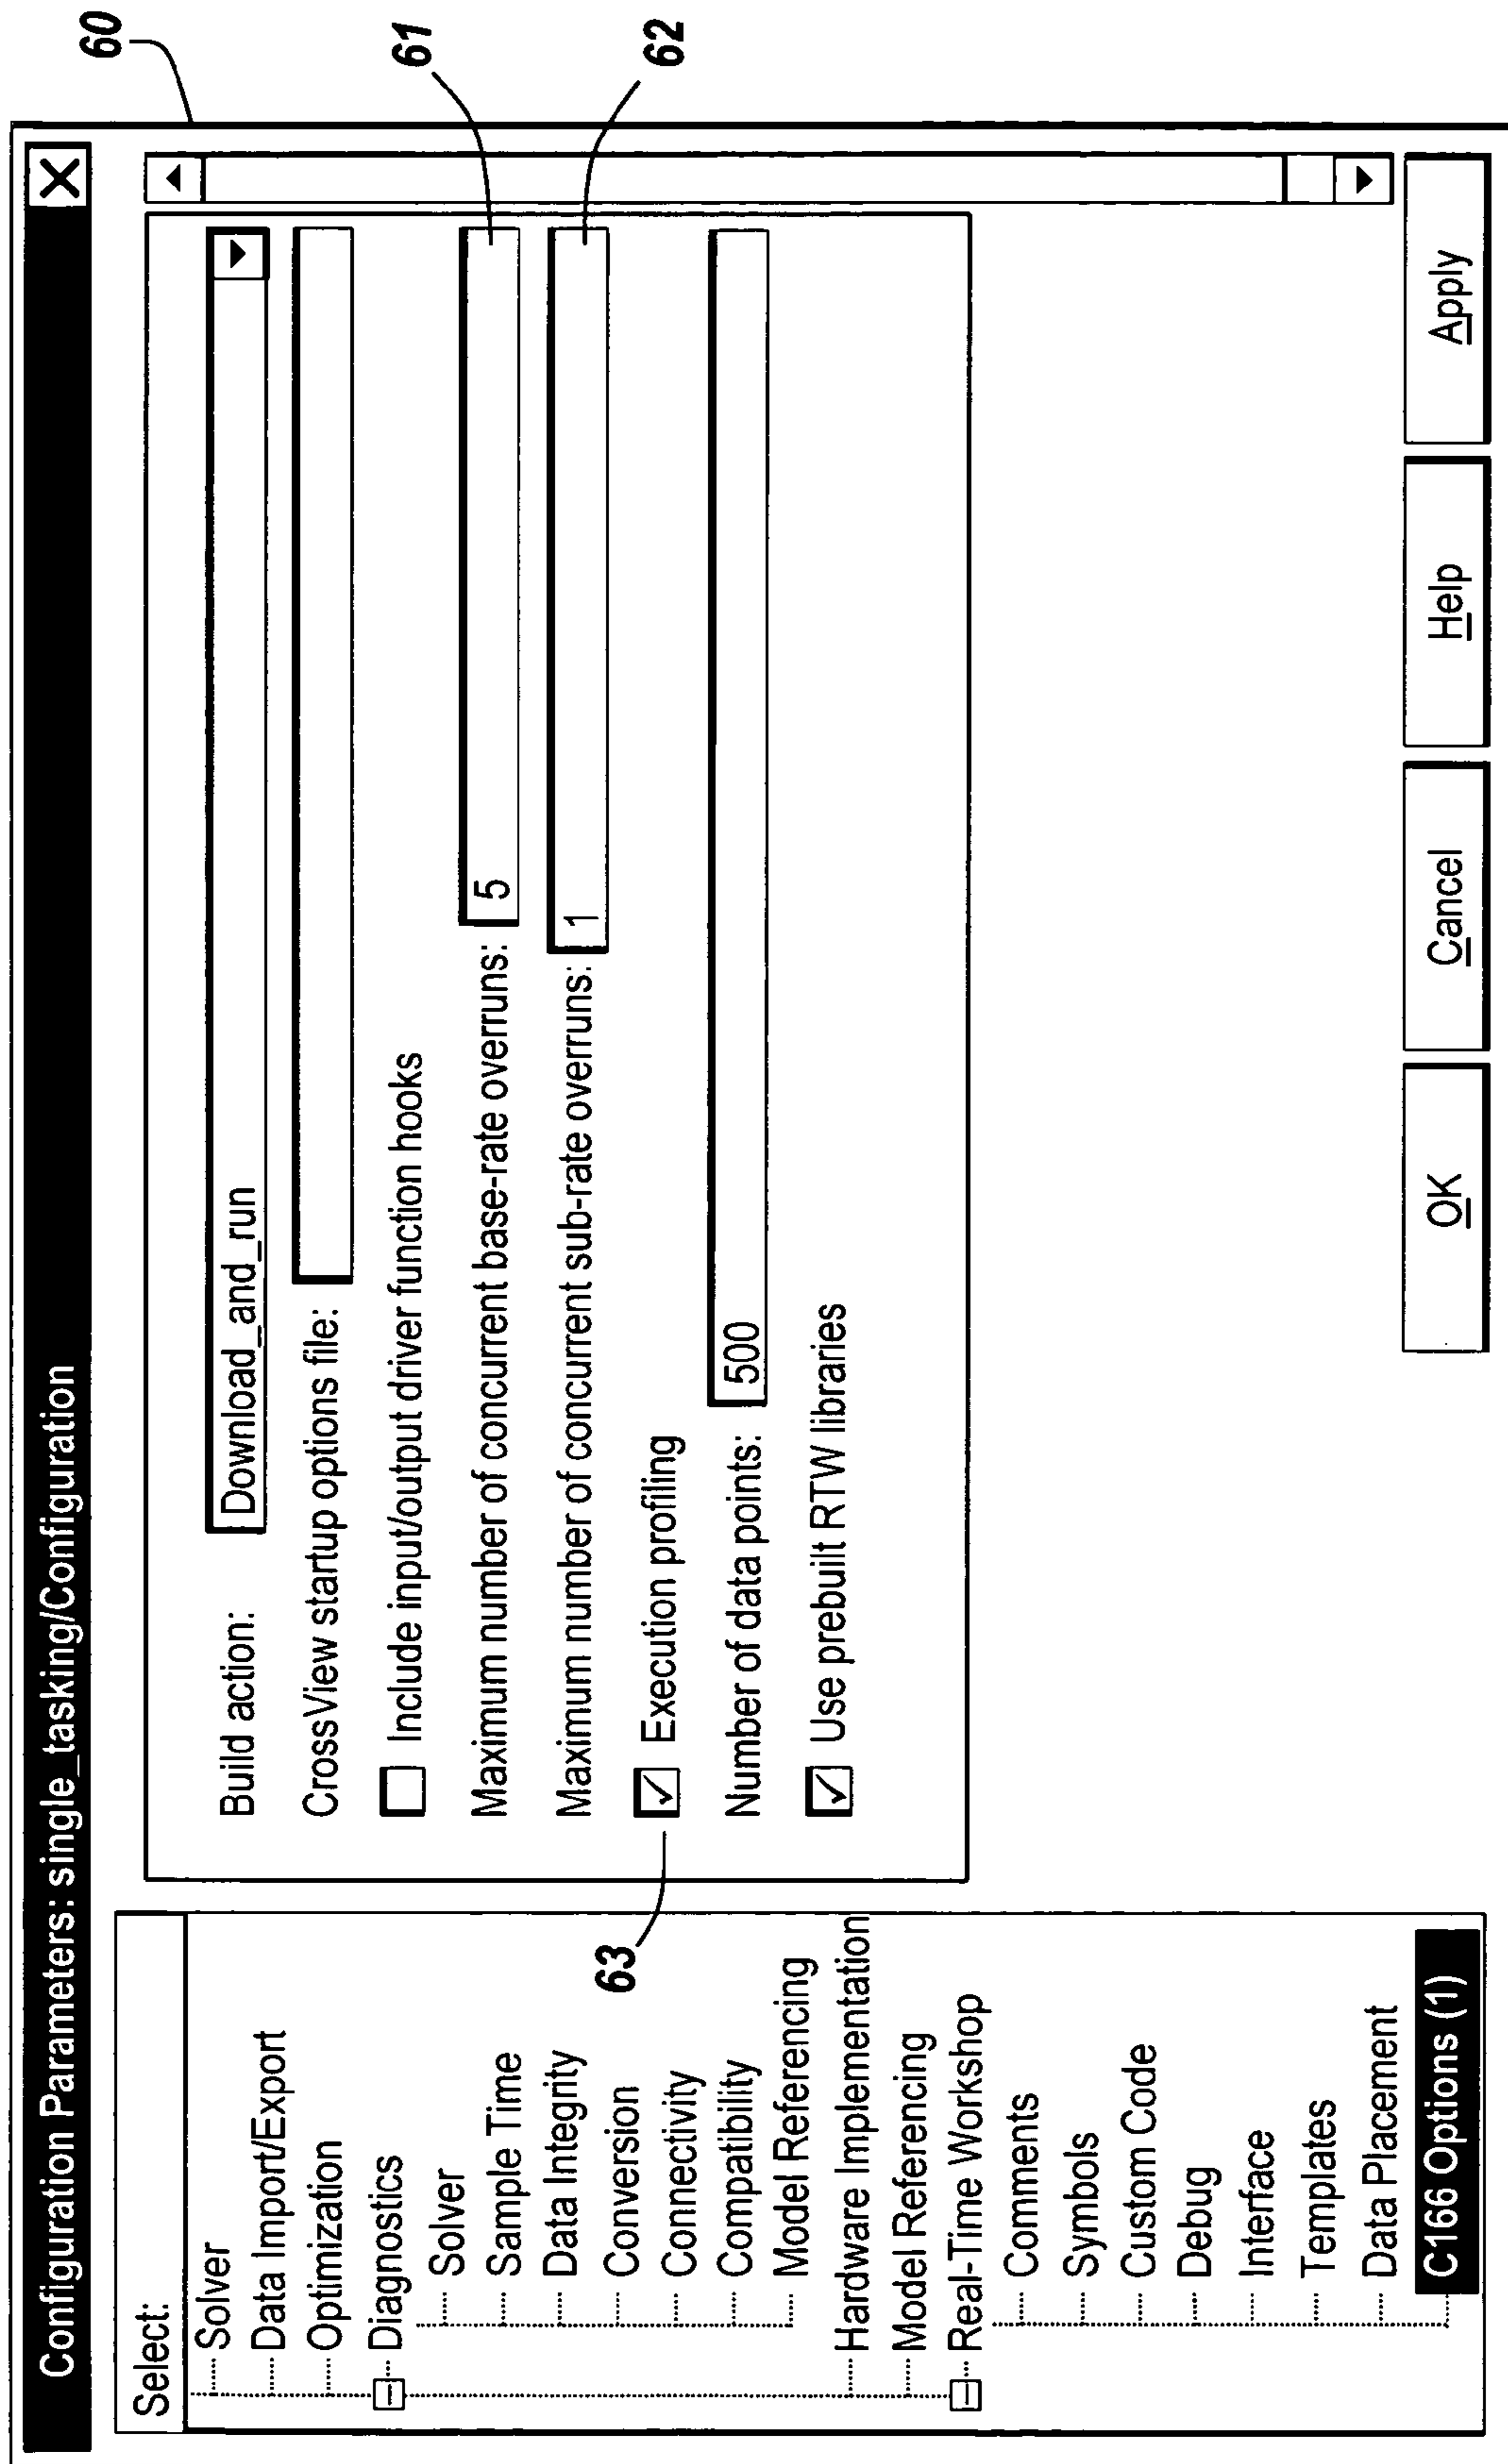 Configuration Parameters: single_tasking/Configuration
60
Select:
Solver
Data Import/Export
Optimization
Diagnostics
Solver
Sample Time
Data Integrity
Conversion
Connectivity
Compatibility
Model Referencing
Hardware Implementation
Model Referencing
Real-Time Workshop
Comments
Symbols
Custom Code
Debug
Interface
Templates
Data Placement
C166 Options (1)
Build action: Download_and_run
CrossView startup options file:
Include input/output driver function hooks
Maximum number of concurrent base-rate overruns: 5
61
Maximum number of concurrent sub-rate overruns: 1
62
63
Execution profiling
Number of data points: 500
Use prebuilt RTW libraries
OK Cancel Help Apply